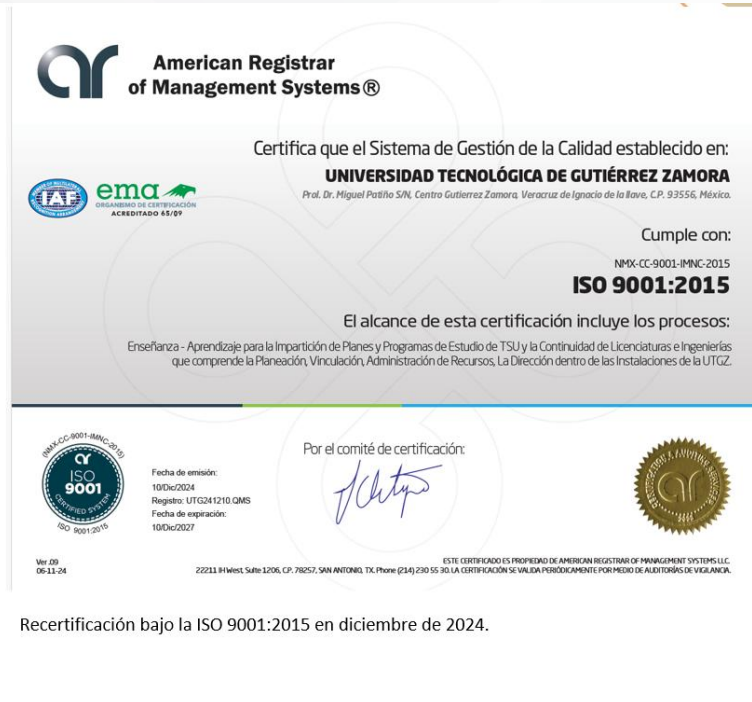 ar
American Registrar
of Management Systems®
Certifica que el Sistema de Gestión de la Calidad establecido en:
UNIVERSIDAD TECNOLÓGICA DE GUTIÉRREZ ZAMORA
Prol. Dr. Miguel Patiño S/N, Centro Gutierrez Zamora, Veracruz de Ignacio de la llave, C.P. 93556, México.
IAF
ema
ORGANISMO DE CERTIFICACIÓN
ACREDITADO 65/09
Cumple con:
NMX-CC-9001-IMNC-2015
ISO 9001:2015
El alcance de esta certificación incluye los procesos:
Enseñanza - Aprendizaje para la Impartición de Planes y Programas de Estudio de TSU y la Continuidad de Licenciaturas e Ingenierías
que comprende la Planeación, Vinculación, Administración de Recursos, La Dirección dentro de las Instalaciones de la UTGZ.
(NMX-CC-9001-IMNC-2015)
ar
ISO
9001
CERTIFIED SYSTEM
ISO 9001:2015
Fecha de emisión:
10/Dic/2024
Registro: UTG241210.QMS
Fecha de expiración:
10/Dic/2027
Por el comité de certificación:
ar
Ver.09
06-11-24
ESTE CERTIFICADO ES PROPIEDAD DE AMERICAN REGISTRAR OF MANAGEMENT SYSTEMS LLC.
22211 IH West, Suite 1206, C.P. 78257, SAN ANTONIO, TX. Phone (214) 230 55 30. LA CERTIFICACIÓN SE VALIDA PERIÓDICAMENTE POR MEDIO DE AUDITORÍAS DE VIGILANCIA.
Recertificación bajo la ISO 9001:2015 en diciembre de 2024.